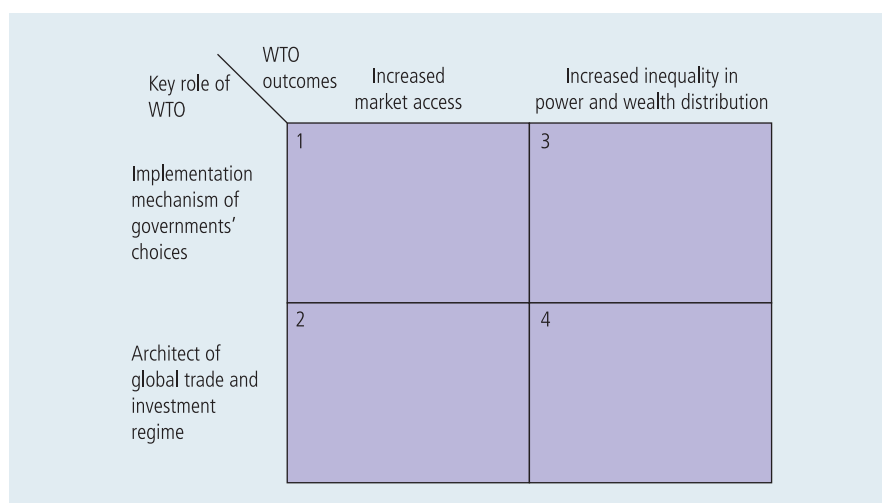 WTO
outcomes
Key role of
WTO
Increased
market access
Increased inequality in
power and wealth distribution
1
3
Implementation
mechanism of
governments’
choices
2
4
Architect of
global trade and
investment
regime